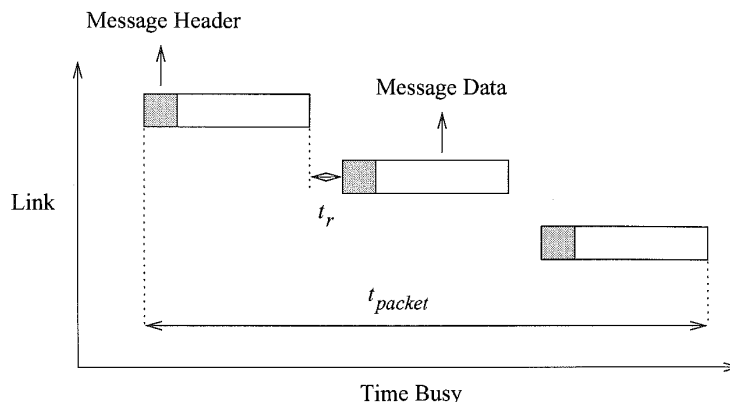 Message Header
Message Data
Link
t_r
t_packet
Time Busy